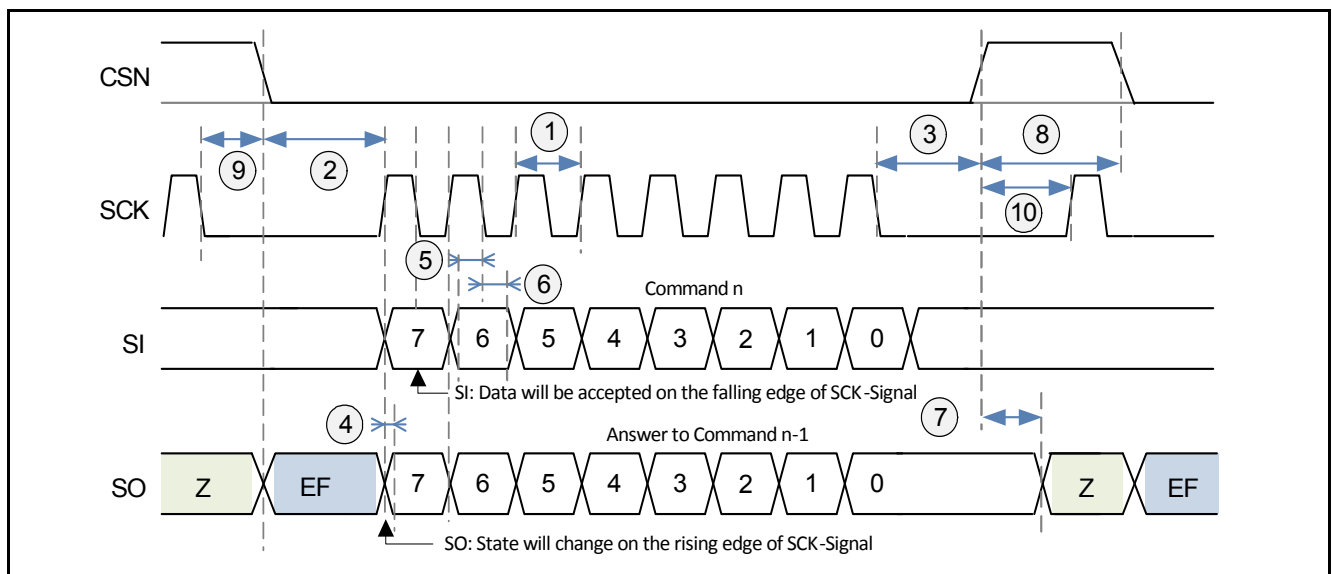 CSN
9 2 1 3 8
SCK
10
5
6
Command n
SI 7 6 5 4 3 2 1 0
SI: Data will be accepted on the falling edge of SCK-Signal
4 7
Answer to Command n-1
SO Z EF 7 6 5 4 3 2 1 0 Z EF
SO: State will change on the rising edge of SCK-Signal